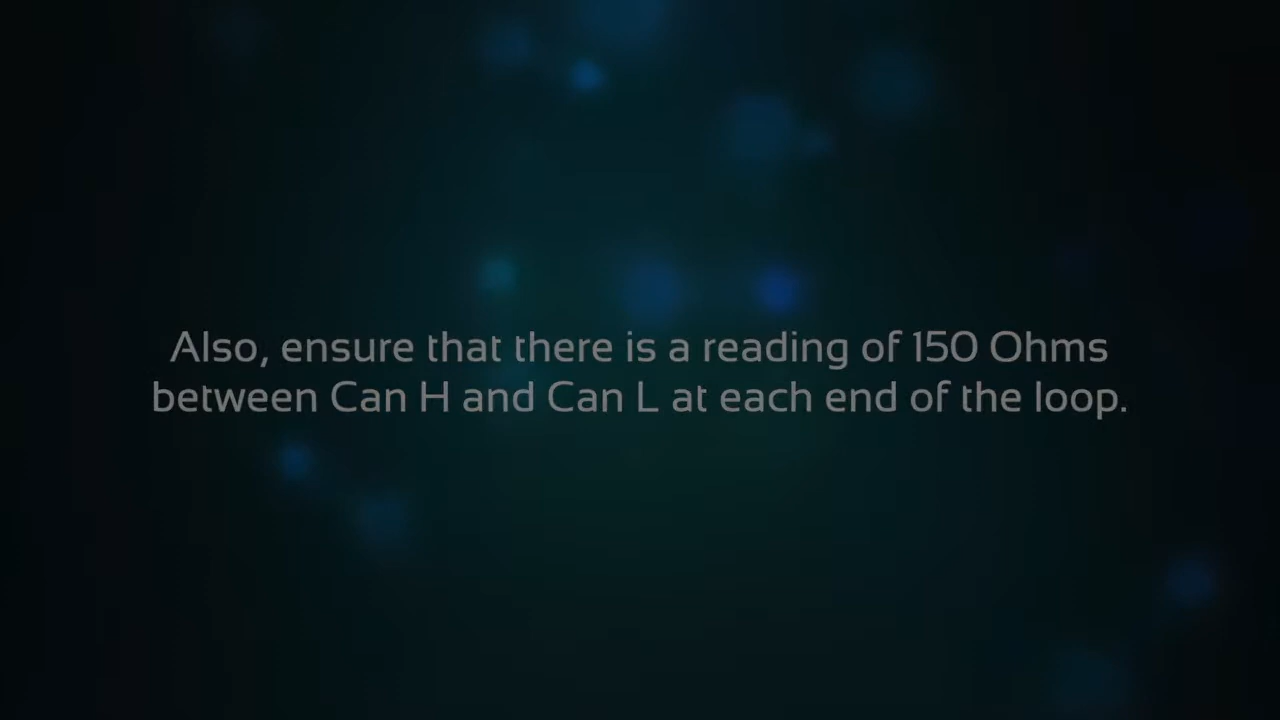 Also, ensure that there is a reading of 150 Ohms
between Can H and Can L at each end of the loop.